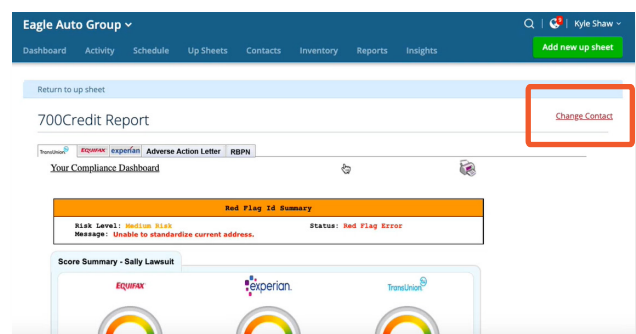 Eagle Auto Group
Kyle Shaw
Dashboard Activity Schedule Up Sheets Contacts Inventory Reports Insights
Add new up sheet
Return to up sheet
700Credit Report
Change Contact
TransUnion EQUIFAX experian Adverse Action Letter RBPN
Your Compliance Dashboard
Red Flag Id Summary
Risk Level: Medium Risk Status: Red Flag Error
Message: Unable to standardize current address.
Score Summary - Sally Lawsuit
EQUIFAX experian. TransUnion